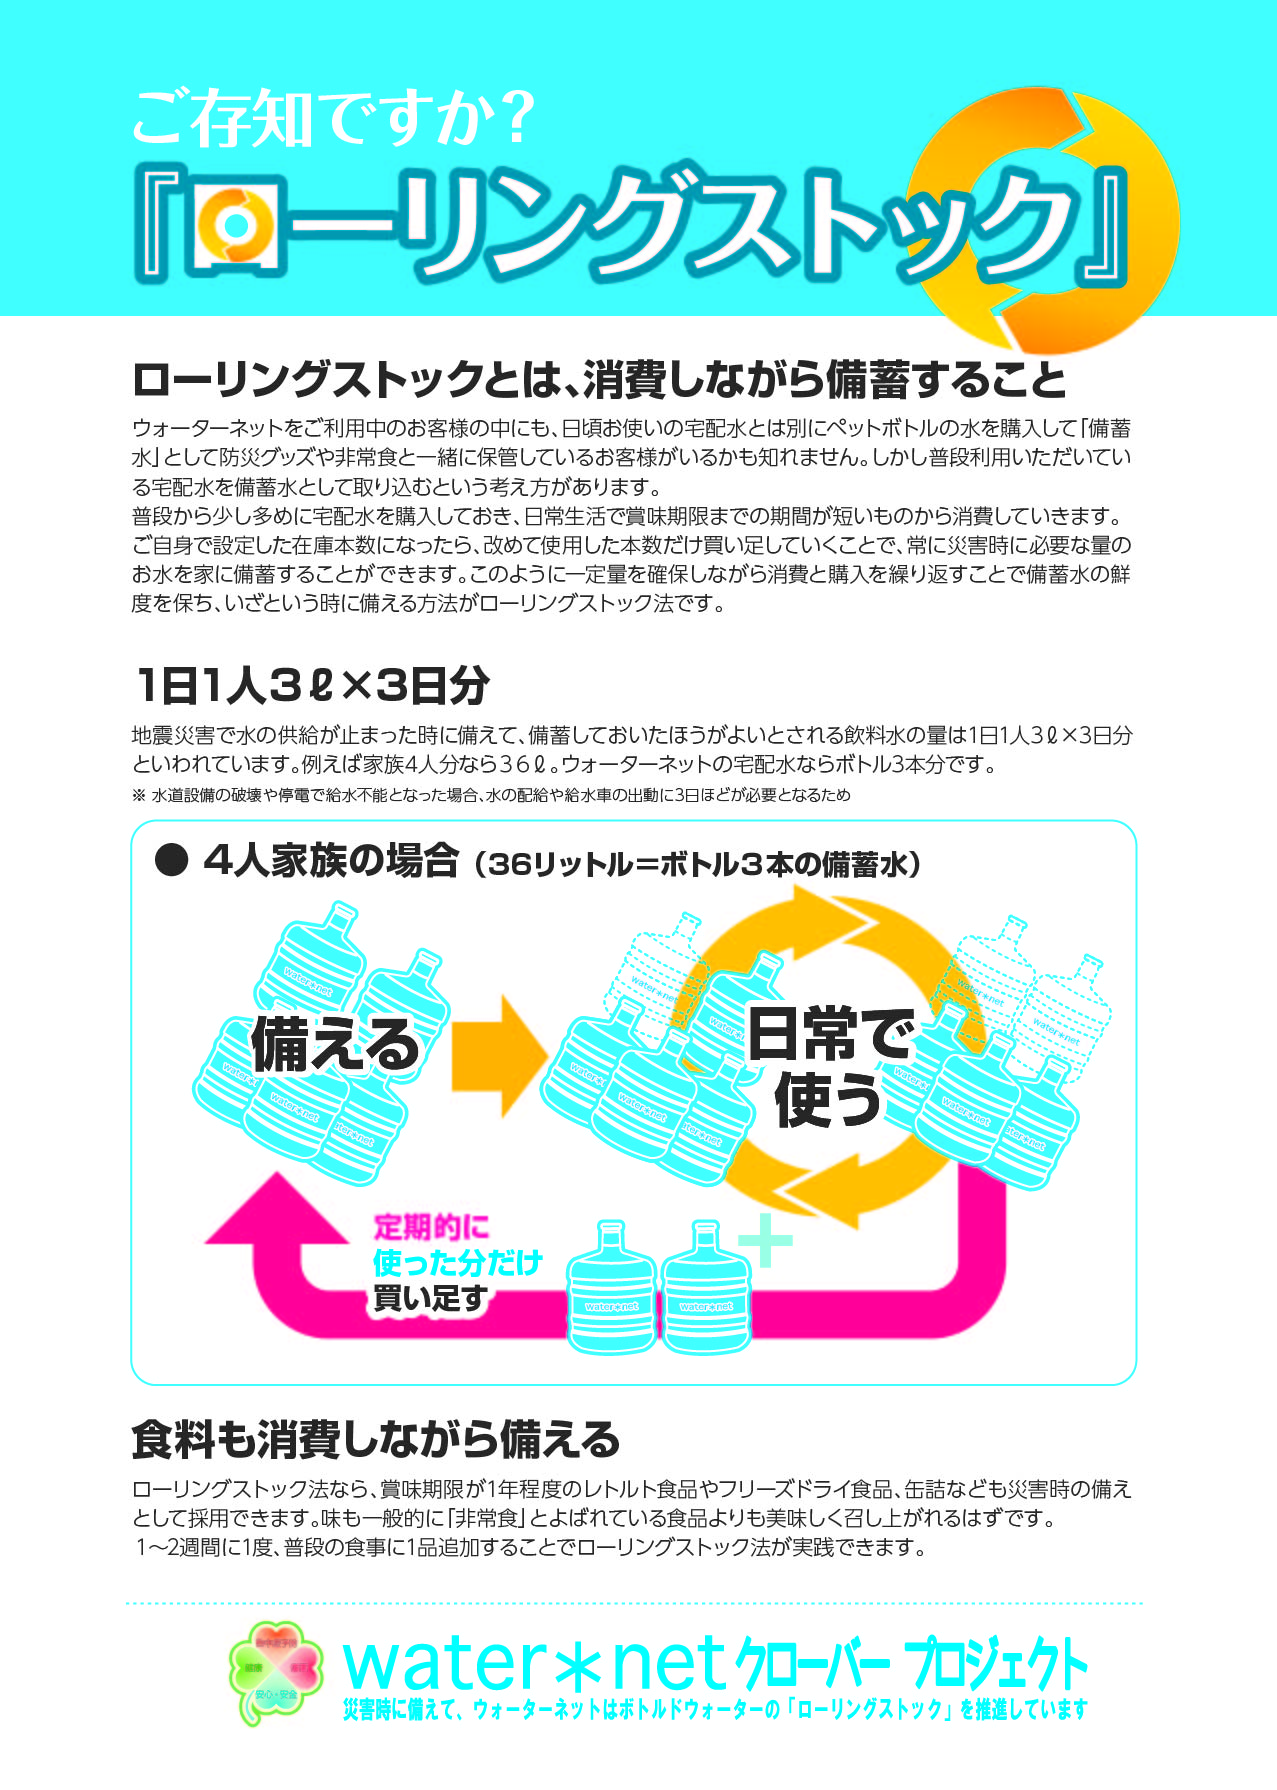 ご存知ですか？
『ローリングストック』
ローリングストックとは、消費しながら備蓄すること
ウォーターネットをご利用中のお客様の中にも、日頃お使いの宅配水とは別にペットボトルの水を購入して「備蓄
水」として防災グッズや非常食と一緒に保管しているお客様がいるかも知れません。しかし普段利用いただいてい
る宅配水を備蓄水として取り込むという考え方があります。
普段から少し多めに宅配水を購入しておき、日常生活で賞味期限までの期間が短いものから消費していきます。
ご自身で設定した在庫本数になったら、改めて使用した本数だけ買い足していくことで、常に災害時に必要な量の
お水を家に備蓄することができます。このように一定量を確保しながら消費と購入を繰り返すことで備蓄水の鮮
度を保ち、いざという時に備える方法がローリングストック法です。
1日1人3ℓ×3日分
地震災害で水の供給が止まった時に備えて、備蓄しておいたほうがよいとされる飲料水の量は1日1人3ℓ×3日分
といわれています。例えば家族4人分なら36ℓ。ウォーターネットの宅配水ならボトル3本分です。
※ 水道設備の破壊や停電で給水不能となった場合、水の配給や給水車の出動に3日ほどが必要となるため
● 4人家族の場合（36リットル＝ボトル3本の備蓄水）
water＊net
water＊net
water＊net
備える
日常で
使う
water＊net
water＊net
water＊net
water＊net
定期的に
使った分だけ
買い足す
＋
water＊net
water＊net
食料も消費しながら備える
ローリングストック法なら、賞味期限が1年程度のレトルト食品やフリーズドライ食品、缶詰なども災害時の備え
として採用できます。味も一般的に「非常食」とよばれている食品よりも美味しく召し上がれるはずです。
1〜2週間に1度、普段の食事に1品追加することでローリングストック法が実践できます。
健康
安心・安全
water＊net クローバー プロジェクト
災害時に備えて、ウォーターネットはボトルドウォーターの「ローリングストック」を推進しています